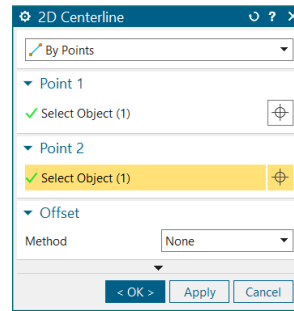 2D Centerline
By Points
Point 1
Select Object (1)
Point 2
Select Object (1)
Offset
Method None
< OK > Apply Cancel